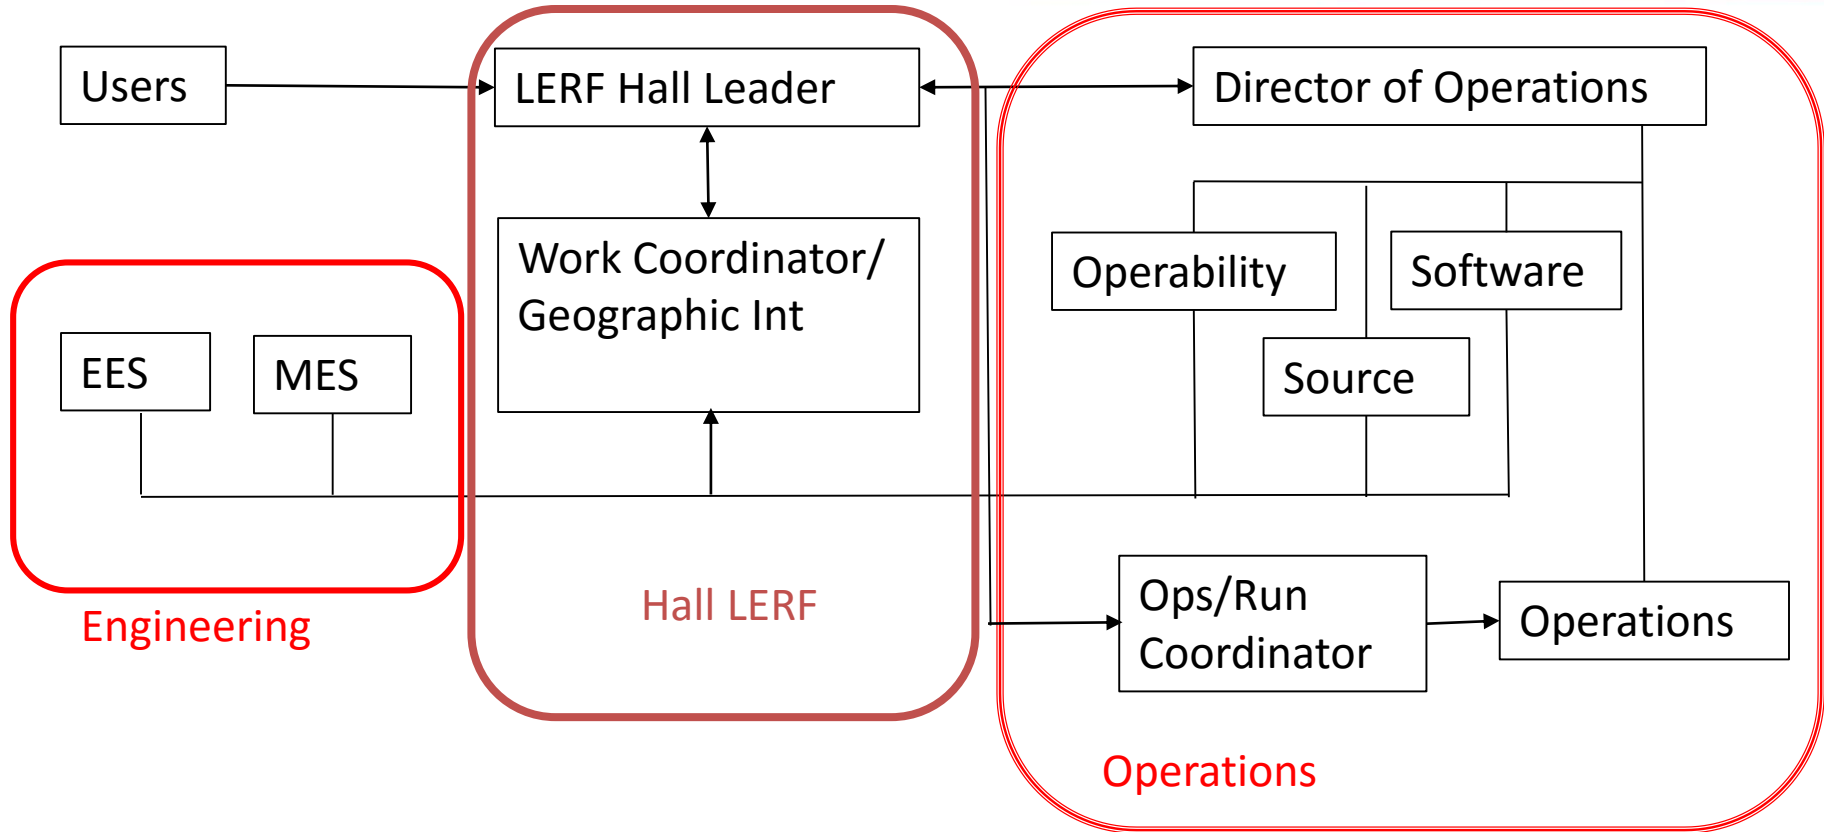 Users
LERF Hall Leader
Director of Operations
Work Coordinator/
Geographic Int
Operability
Software
EES
MES
Source
Engineering
Hall LERF
Ops/Run
Coordinator
Operations
Operations